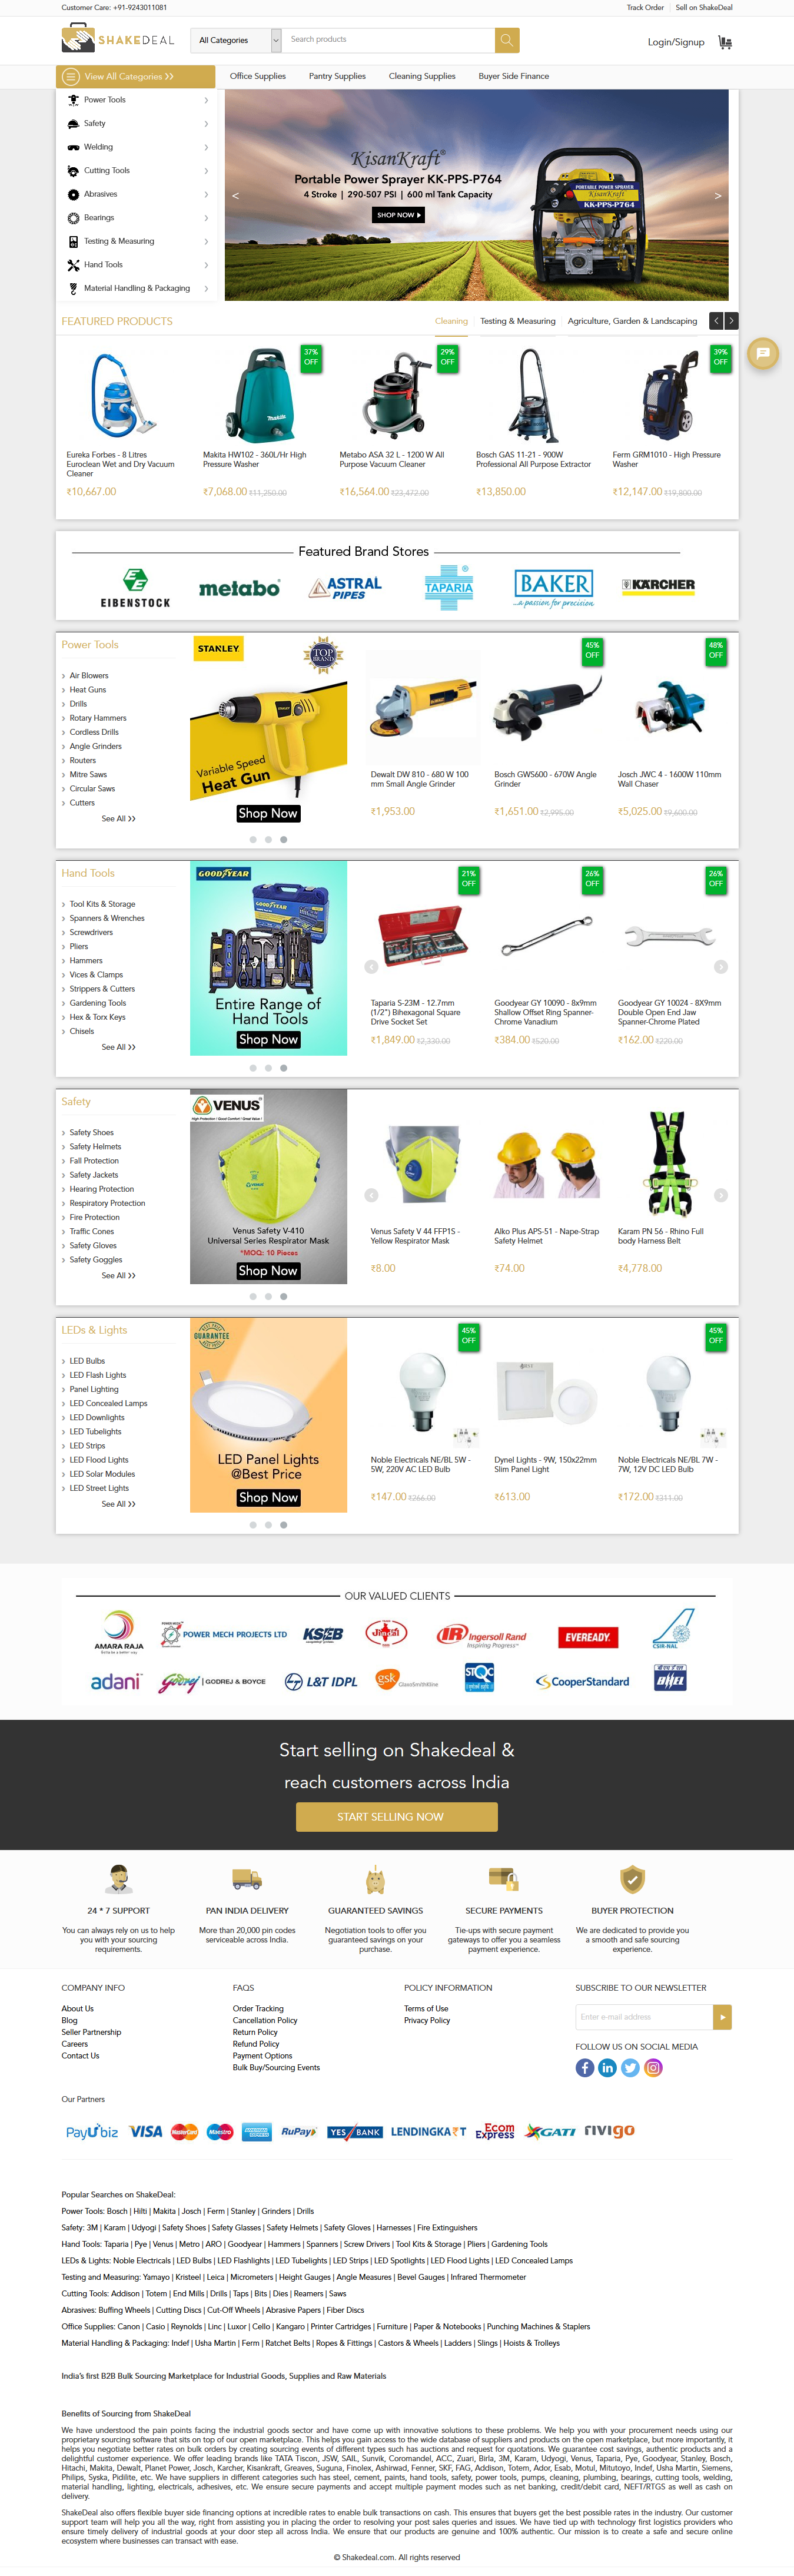 Customer Care: +91-9243011081
Track Order
Sell on ShakeDeal
SHAKEDEAL
All Categories
Search products
Login/Signup
View All Categories
Office Supplies
Pantry Supplies
Cleaning Supplies
Buyer Side Finance
Power Tools
Safety
Welding
Cutting Tools
Abrasives
Bearings
Testing & Measuring
Hand Tools
Material Handling & Packaging
KisanKraft®
Portable Power Sprayer KK-PPS-P764
4 Stroke | 290-507 PSI | 600 ml Tank Capacity
SHOP NOW
PORTABLE POWER SPRAYER
KisanKraft
KK-PPS-P764
FEATURED PRODUCTS
Cleaning
Testing & Measuring
Agriculture, Garden & Landscaping
37% OFF
29% OFF
39% OFF
makita
Eureka Forbes - 8 Litres
Euroclean Wet and Dry Vacuum
Cleaner
₹10,667.00
Makita HW102 - 360L/Hr High
Pressure Washer
₹7,068.00 ₹11,250.00
Metabo ASA 32 L - 1200 W All
Purpose Vacuum Cleaner
₹16,564.00 ₹23,472.00
Bosch GAS 11-21 - 900W
Professional All Purpose Extractor
₹13,850.00
Ferm GRM1010 - High Pressure
Washer
₹12,147.00 ₹19,800.00
Featured Brand Stores
EIBENSTOCK
metabo
ASTRAL PIPES
TAPARIA
BAKER
...a passion for precision
KÄRCHER
Power Tools
Air Blowers
Heat Guns
Drills
Rotary Hammers
Cordless Drills
Angle Grinders
Routers
Mitre Saws
Circular Saws
Cutters
See All
STANLEY
TOP BRAND
Variable Speed
Heat Gun
Shop Now
45% OFF
48% OFF
Dewalt DW 810 - 680 W 100
mm Small Angle Grinder
₹1,953.00
Bosch GWS600 - 670W Angle
Grinder
₹1,651.00 ₹2,995.00
Josch JWC 4 - 1600W 110mm
Wall Chaser
₹5,025.00 ₹9,600.00
Hand Tools
Tool Kits & Storage
Spanners & Wrenches
Screwdrivers
Pliers
Hammers
Vices & Clamps
Strippers & Cutters
Gardening Tools
Hex & Torx Keys
Chisels
See All
GOODYEAR
Entire Range of
Hand Tools
Shop Now
21% OFF
26% OFF
26% OFF
Taparia S-23M - 12.7mm
(1/2") Bihexagonal Square
Drive Socket Set
₹1,849.00 ₹2,330.00
Goodyear GY 10090 - 8x9mm
Shallow Offset Ring Spanner-
Chrome Vanadium
₹384.00 ₹520.00
Goodyear GY 10024 - 8X9mm
Double Open End Jaw
Spanner-Chrome Plated
₹162.00 ₹220.00
Safety
Safety Shoes
Safety Helmets
Fall Protection
Safety Jackets
Hearing Protection
Respiratory Protection
Fire Protection
Traffic Cones
Safety Gloves
Safety Goggles
See All
VENUS
Venus Safety V-410
Universal Series Respirator Mask
*MOQ: 10 Pieces
Shop Now
Venus Safety V 44 FFP1S -
Yellow Respirator Mask
₹8.00
Alko Plus APS-51 - Nape-Strap
Safety Helmet
₹74.00
Karam PN 56 - Rhino Full
body Harness Belt
₹4,778.00
LEDs & Lights
LED Bulbs
LED Flash Lights
Panel Lighting
LED Concealed Lamps
LED Downlights
LED Tubelights
LED Strips
LED Flood Lights
LED Solar Modules
LED Street Lights
See All
GUARANTEE
LED Panel Lights
@Best Price
Shop Now
45% OFF
45% OFF
Noble Electricals NE/BL 5W -
5W, 220V AC LED Bulb
₹147.00 ₹266.00
Dynel Lights - 9W, 150x22mm
Slim Panel Light
₹613.00
Noble Electricals NE/BL 7W -
7W, 12V DC LED Bulb
₹172.00 ₹311.00
OUR VALUED CLIENTS
AMARA RAJA
POWER MECH PROJECTS LTD
KSEB
Jindal
IR Ingersoll Rand
Inspiring Progress™
EVEREADY.
CSIR-NAL
adani
Godrej | GODREJ & BOYCE
L&T IDPL
gsk GlaxoSmithKline
STQC
CooperStandard
BHEL
Start selling on Shakedeal &
reach customers across India
START SELLING NOW
24 * 7 SUPPORT
You can always rely on us to help
you with your sourcing
requirements.
PAN INDIA DELIVERY
More than 20,000 pin codes
serviceable across India.
GUARANTEED SAVINGS
Negotiation tools to offer you
guaranteed savings on your
purchase.
SECURE PAYMENTS
Tie-ups with secure payment
gateways to offer you a seamless
payment experience.
BUYER PROTECTION
We are dedicated to provide you
a smooth and safe sourcing
experience.
COMPANY INFO
About Us
Blog
Seller Partnership
Careers
Contact Us
FAQS
Order Tracking
Cancellation Policy
Return Policy
Refund Policy
Payment Options
Bulk Buy/Sourcing Events
POLICY INFORMATION
Terms of Use
Privacy Policy
SUBSCRIBE TO OUR NEWSLETTER
Enter e-mail address
FOLLOW US ON SOCIAL MEDIA
Our Partners
PayUbiz
VISA
MasterCard
Maestro
AMERICAN EXPRESS
RuPay
YES BANK
LENDINGKART
Ecom Express
GATI
rivigo
Popular Searches on ShakeDeal:
Power Tools: Bosch | Hilti | Makita | Josch | Ferm | Stanley | Grinders | Drills
Safety: 3M | Karam | Udyogi | Safety Shoes | Safety Glasses | Safety Helmets | Safety Gloves | Harnesses | Fire Extinguishers
Hand Tools: Taparia | Pye | Venus | Metro | ARO | Goodyear | Hammers | Spanners | Screw Drivers | Tool Kits & Storage | Pliers | Gardening Tools
LEDs & Lights: Noble Electricals | LED Bulbs | LED Flashlights | LED Tubelights | LED Strips | LED Spotlights | LED Flood Lights | LED Concealed Lamps
Testing and Measuring: Yamayo | Kristeel | Leica | Micrometers | Height Gauges | Angle Measures | Bevel Gauges | Infrared Thermometer
Cutting Tools: Addison | Totem | End Mills | Drills | Taps | Bits | Dies | Reamers | Saws
Abrasives: Buffing Wheels | Cutting Discs | Cut-Off Wheels | Abrasive Papers | Fiber Discs
Office Supplies: Canon | Casio | Reynolds | Linc | Luxor | Cello | Kangaro | Printer Cartridges | Furniture | Paper & Notebooks | Punching Machines & Staplers
Material Handling & Packaging: Indef | Usha Martin | Ferm | Ratchet Belts | Ropes & Fittings | Castors & Wheels | Ladders | Slings | Hoists & Trolleys
India's first B2B Bulk Sourcing Marketplace for Industrial Goods, Supplies and Raw Materials
Benefits of Sourcing from ShakeDeal
We have understood the pain points facing the industrial goods sector and have come up with innovative solutions to these problems. We help you with your procurement needs using our
proprietary sourcing software that sits on top of our open marketplace. This helps you gain access to the wide database of suppliers and products on the open marketplace, but more importantly, it
helps you negotiate better rates on bulk orders by creating sourcing events of different types such has auctions and request for quotations. We guarantee cost savings, authentic products and a
delightful customer experience. We offer leading brands like TATA Tiscon, JSW, SAIL, Sunvik, Coromandel, ACC, Zuari, Birla, 3M, Karam, Udyogi, Venus, Taparia, Pye, Goodyear, Stanley, Bosch,
Hitachi, Makita, Dewalt, Planet Power, Josch, Karcher, Kisankraft, Greaves, Suguna, Finolex, Ashirwad, Fenner, SKF, FAG, Addison, Totem, Ador, Esab, Motul, Mitutoyo, Indef, Usha Martin, Siemens,
Philips, Syska, Pidilite, etc. We have suppliers in different categories such has steel, cement, paints, hand tools, safety, power tools, pumps, cleaning, plumbing, bearings, cutting tools, welding,
material handling, lighting, electricals, adhesives, etc. We ensure secure payments and accept multiple payment modes such as net banking, credit/debit card, NEFT/RTGS as well as cash on
delivery.
ShakeDeal also offers flexible buyer side financing options at incredible rates to enable bulk transactions on cash. This ensures that buyers get the best possible rates in the industry. Our customer
support team will help you all the way, right from assisting you in placing the order to resolving your post sales queries and issues. We have tied up with technology first logistics providers who
ensure timely delivery of industrial goods at your door step all across India. We ensure that our products are genuine and 100% authentic. Our mission is to create a safe and secure online
ecosystem where businesses can transact with ease.
© Shakedeal.com. All rights reserved